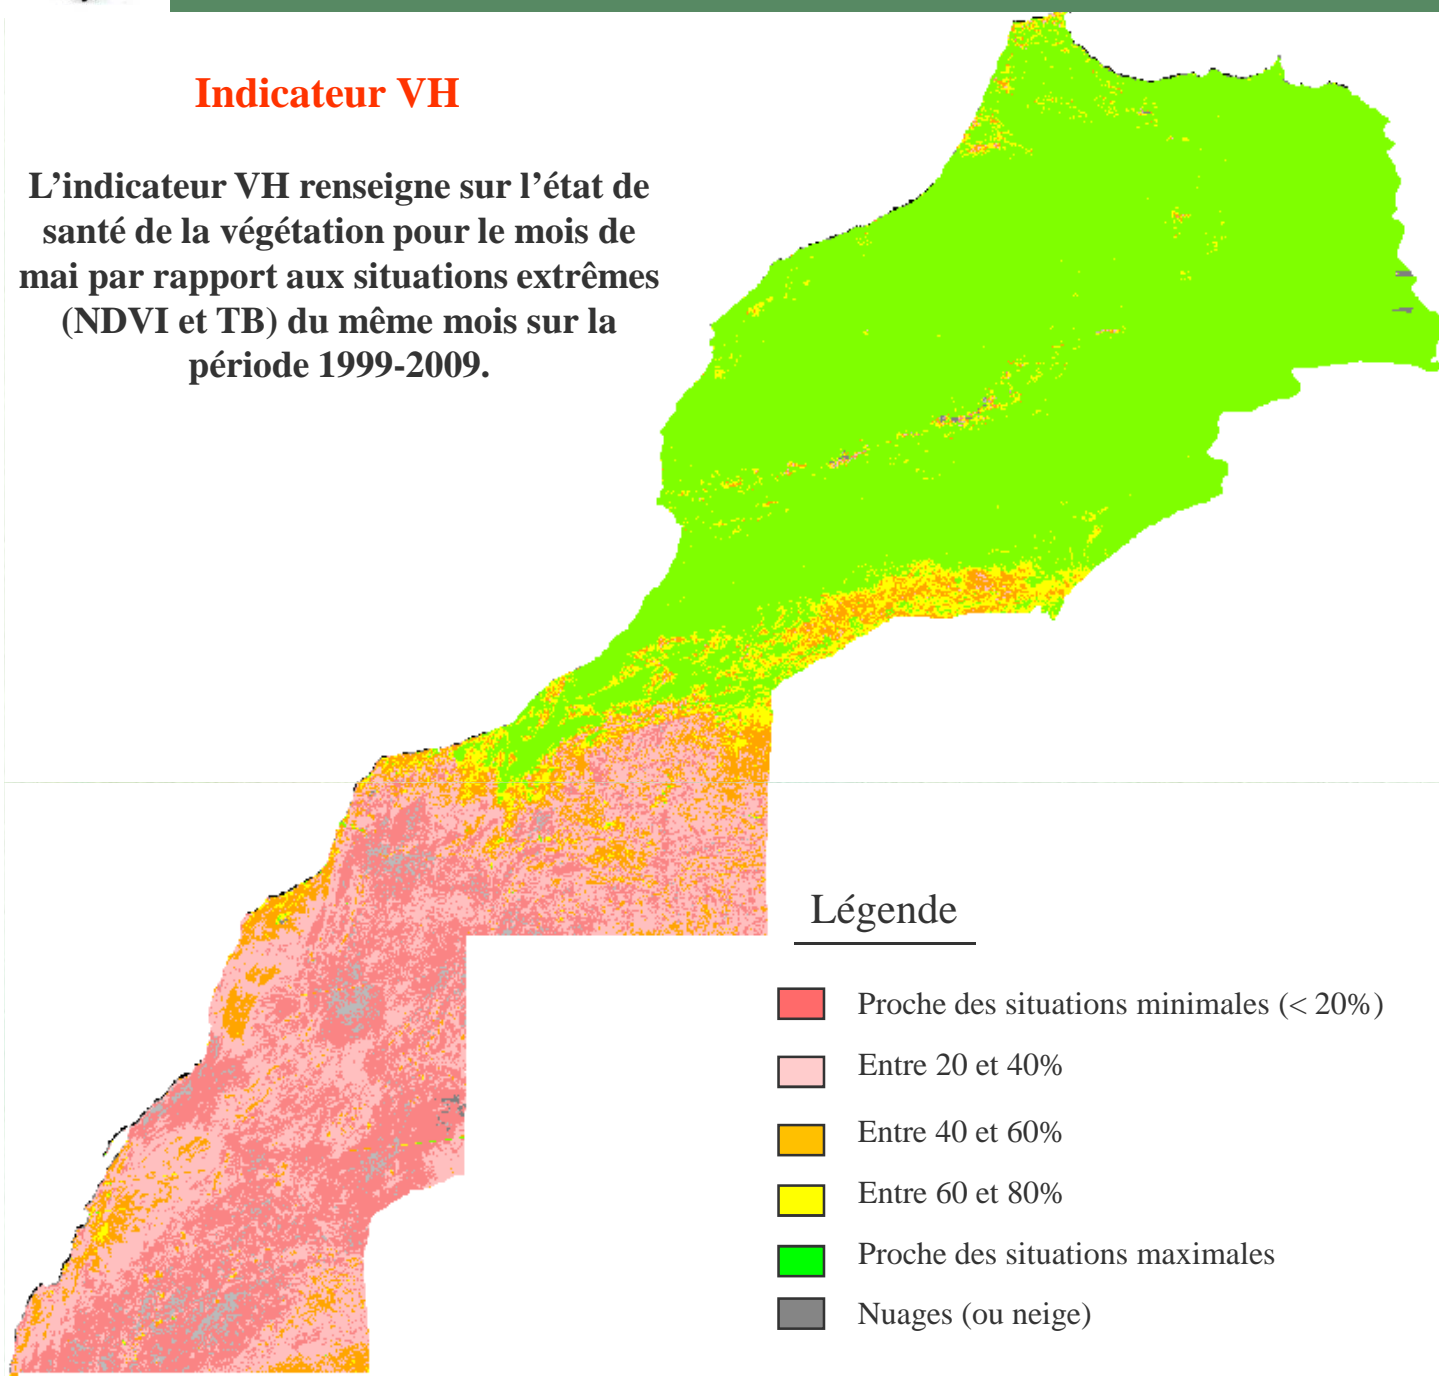 Indicateur VH
L'indicateur VH renseigne sur l'état de
santé de la végétation pour le mois de
mai par rapport aux situations extrêmes
(NDVI et TB) du même mois sur la
période 1999-2009.
Légende
Proche des situations minimales (< 20%)
Entre 20 et 40%
Entre 40 et 60%
Entre 60 et 80%
Proche des situations maximales
Nuages (ou neige)